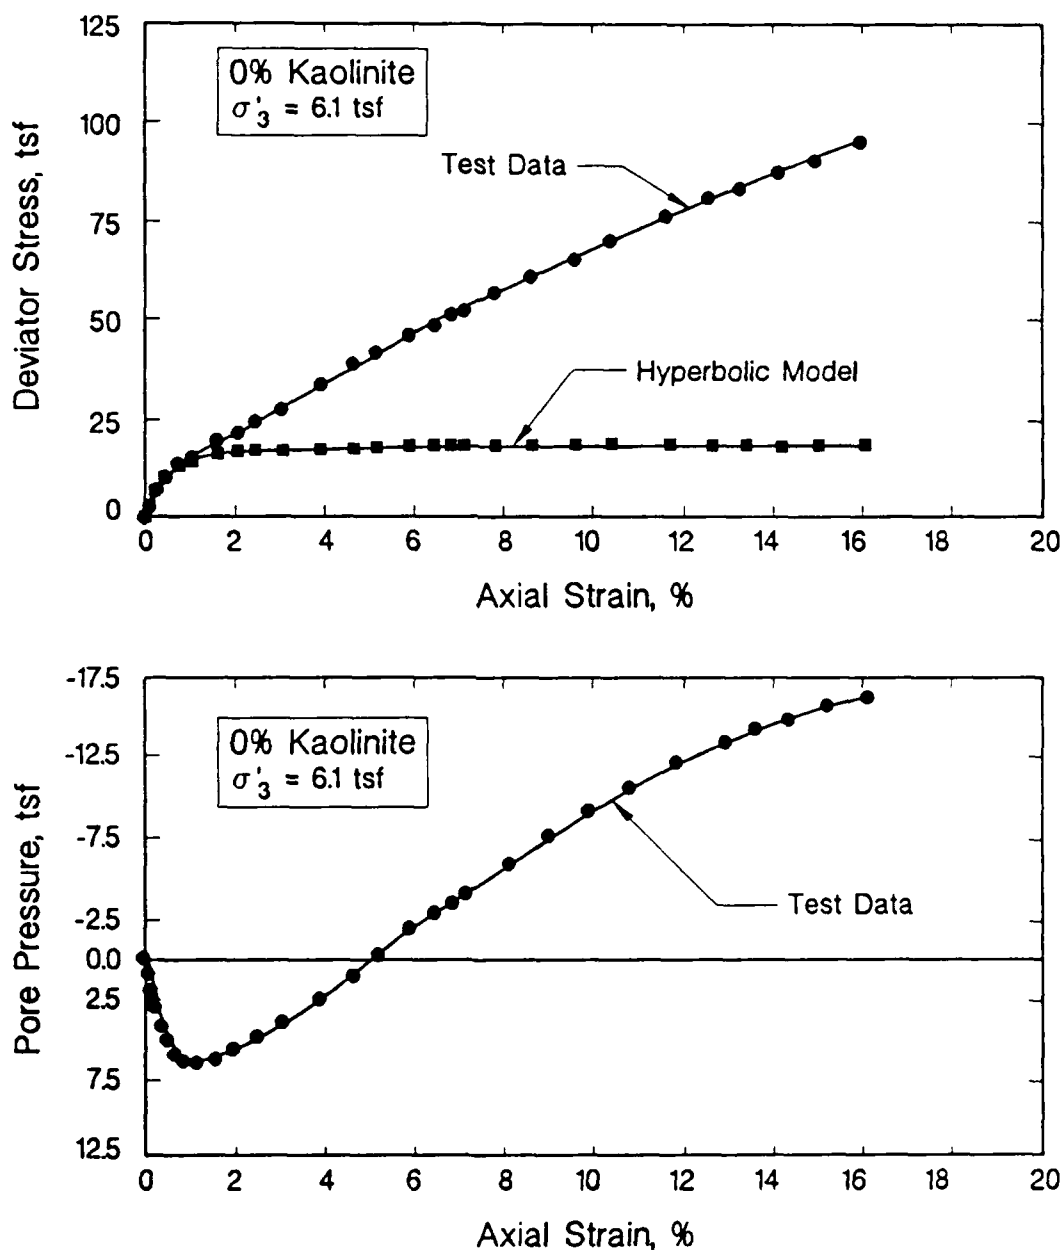 125
100
75
50
25
0
Deviator Stress, tsf
0% Kaolinite
σ'3 = 6.1 tsf
Test Data
Hyperbolic Model
0 2 4 6 8 10 12 14 16 18 20
Axial Strain, %
-17.5
-12.5
-7.5
-2.5
0.0
2.5
7.5
12.5
Pore Pressure, tsf
0% Kaolinite
σ'3 = 6.1 tsf
Test Data
0 2 4 6 8 10 12 14 16 18 20
Axial Strain, %